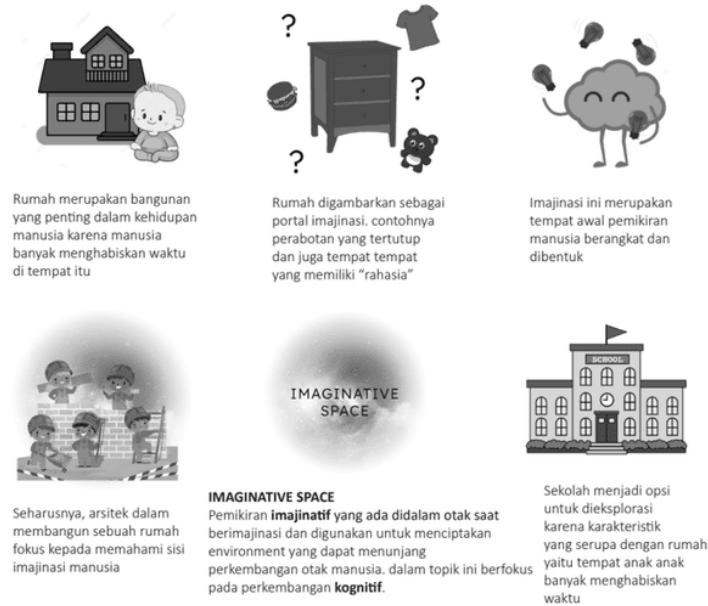 ?
?
?
Rumah merupakan bangunan
yang penting dalam kehidupan
manusia karena manusia
banyak menghabiskan waktu
di tempat itu
Rumah digambarkan sebagai
portal imajinasi. contohnya
perabotan yang tertutup
dan juga tempat tempat
yang memiliki “rahasia”
Imajinasi ini merupakan
tempat awal pemikiran
manusia berangkat dan
dibentuk
Seharusnya, arsitek dalam
membangun sebuah rumah
fokus kepada memahami sisi
imajinasi manusia
IMAGINATIVE
SPACE
IMAGINATIVE SPACE
Pemikiran imajinatif yang ada didalam otak saat
berimajinasi dan digunakan untuk menciptakan
environment yang dapat menunjang
perkembangan otak manusia. dalam topik ini berfokus
pada perkembangan kognitif.
SCHOOL
Sekolah menjadi opsi
untuk dieksplorasi
karena karakteristik
yang serupa dengan rumah
yaitu tempat anak anak
banyak menghabiskan
waktu